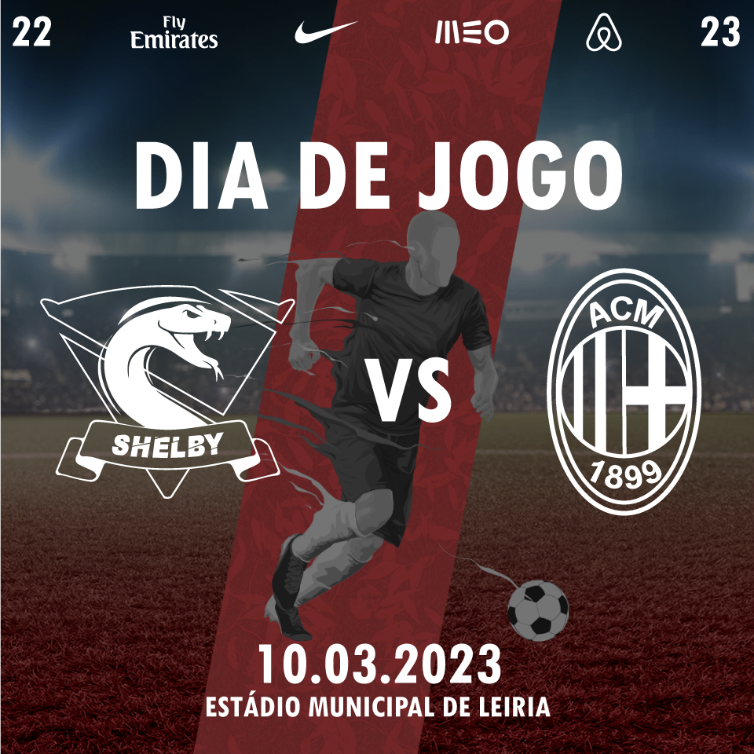 22
Fly
Emirates
MEO
23
DIA DE JOGO
ACM
VS
SHELBY
1899
10.03.2023
ESTÁDIO MUNICIPAL DE LEIRIA